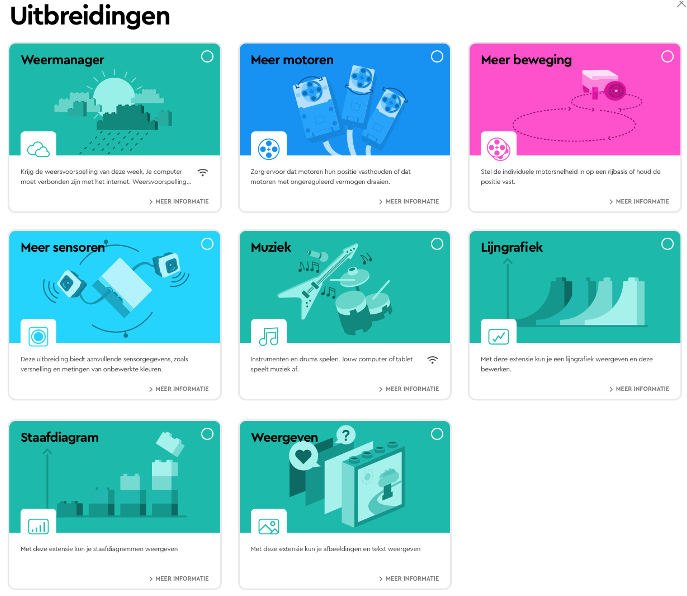 Uitbreidingen
Weermanager
Krijg de weersvoorspelling van deze week. Je computer
moet verbonden zijn met het internet. Weersvoorspelling...
MEER INFORMATIE
Meer motoren
Zorg ervoor dat motoren hun positie vasthouden of dat
motoren met ongereguleerd vermogen draaien.
MEER INFORMATIE
Meer beweging
Stel de individuele motorsnelheid in op een rijbasis of houd de
positie vast.
MEER INFORMATIE
Meer sensoren
Deze uitbreiding biedt aanvullende sensorgegevens, zoals
versnelling en metingen van onbewerkte kleuren.
MEER INFORMATIE
Muziek
Instrumenten en drums spelen. Jouw computer of tablet
speelt muziek af.
MEER INFORMATIE
Lijngrafiek
Met deze extensie kun je een lijngrafiek weergeven en deze
bewerken.
MEER INFORMATIE
Staafdiagram
Met deze extensie kun je staafdiagrammen weergeven
MEER INFORMATIE
Weergeven
?
Met deze extensie kun je afbeeldingen en tekst weergeven
MEER INFORMATIE